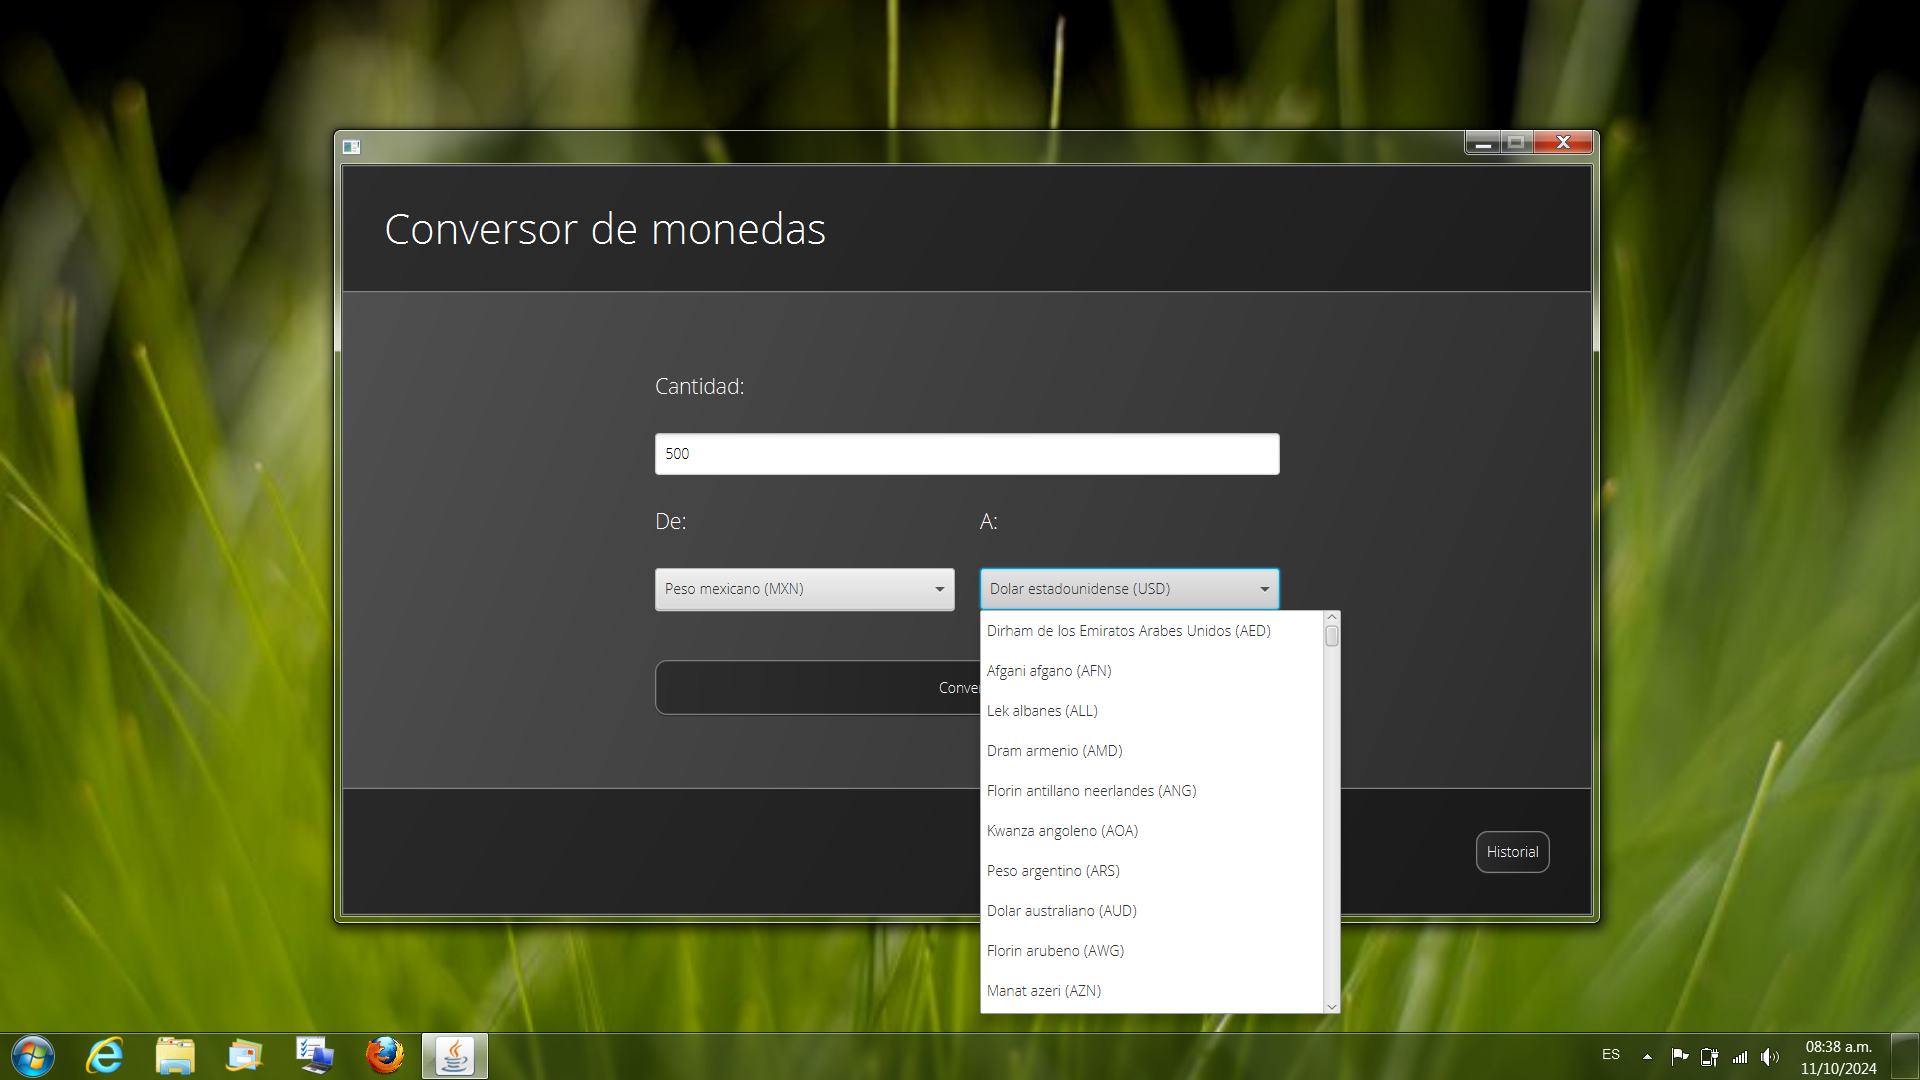 Conversor de monedas
Cantidad:
500
De:
A:
Peso mexicano (MXN)
Dolar estadounidense (USD)
Dirham de los Emiratos Arabes Unidos (AED)
Afgani afgano (AFN)
Lek albanes (ALL)
Dram armenio (AMD)
Florin antillano neerlandes (ANG)
Kwanza angoleno (AOA)
Peso argentino (ARS)
Dolar australiano (AUD)
Florin arubeno (AWG)
Manat azeri (AZN)
Historial
ES
08:38 a.m.
11/10/2024